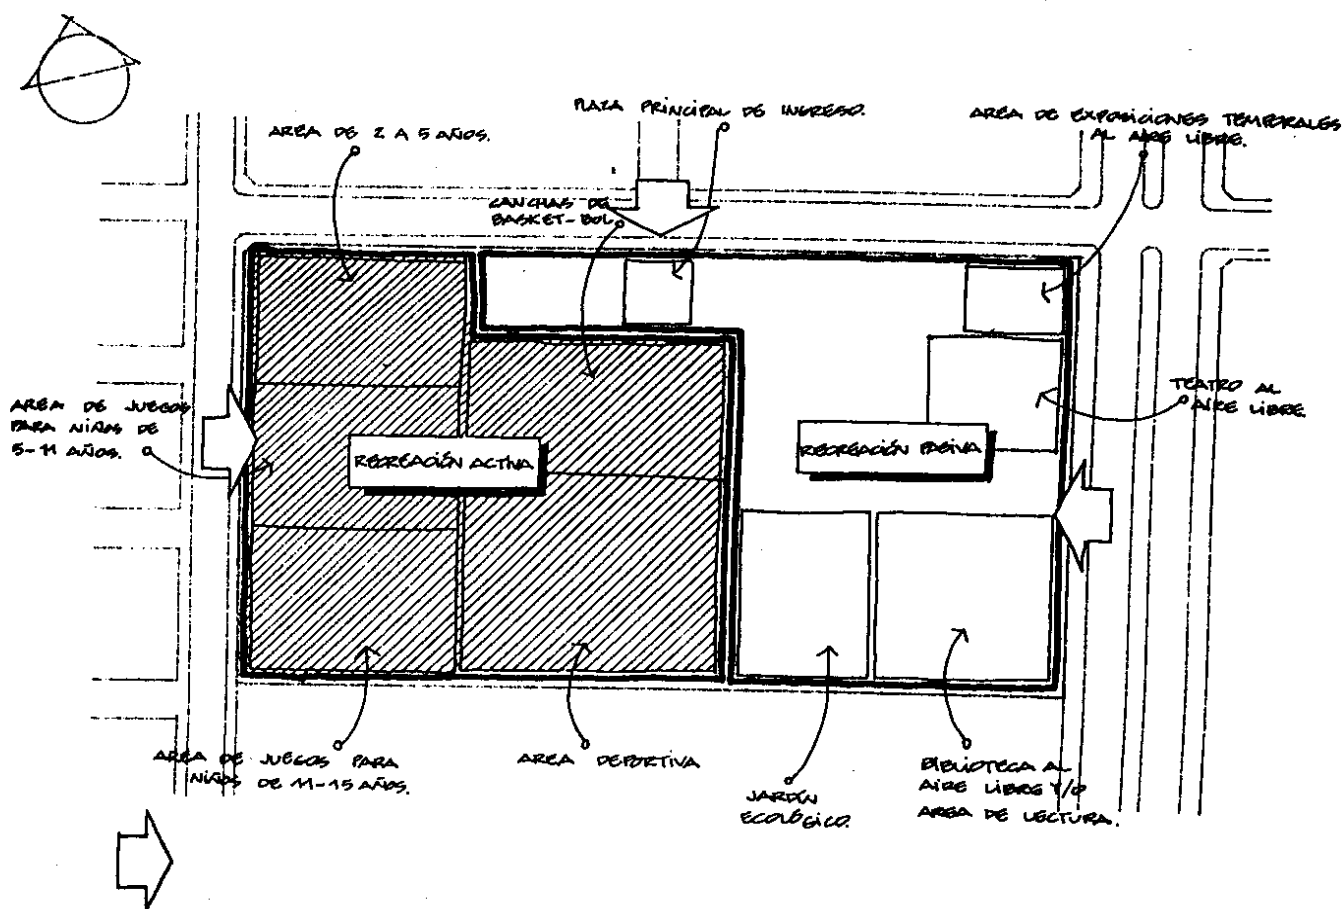 PLAZA PRINCIPAL DE INGRESO.
AREA DE EXPOSICIONES TEMPORALES
AL AIRE LIBRE.
AREA DE 2 A 5 AÑOS.
CANCHAS DE
BASKET-BOL
AREA DE JUEGOS
PARA NIÑOS DE
5-11 AÑOS.
TEATRO AL
AIRE LIBRE
RECREACIÓN ACTIVA
RECREACIÓN PASIVA
AREA DE JUEGOS PARA
NIÑOS DE 11-15 AÑOS.
AREA DEPORTIVA
JARDÍN
ECOLÓGICO.
BIBLIOTECA AL
AIRE LIBRE Y/O
AREA DE LECTURA.